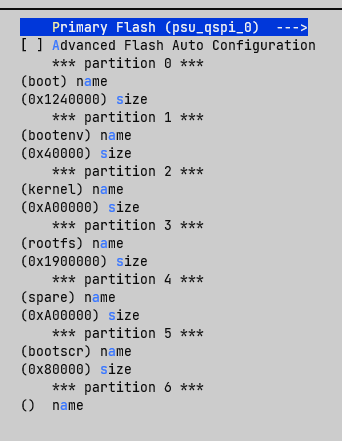 Primary Flash (psu_qspi_0)  --->
[ ] Advanced Flash Auto Configuration
*** partition 0 ***
(boot) name
(0x1240000) size
*** partition 1 ***
(bootenv) name
(0x40000) size
*** partition 2 ***
(kernel) name
(0xA00000) size
*** partition 3 ***
(rootfs) name
(0x1900000) size
*** partition 4 ***
(spare) name
(0xA00000) size
*** partition 5 ***
(bootscr) name
(0x80000) size
*** partition 6 ***
()  name